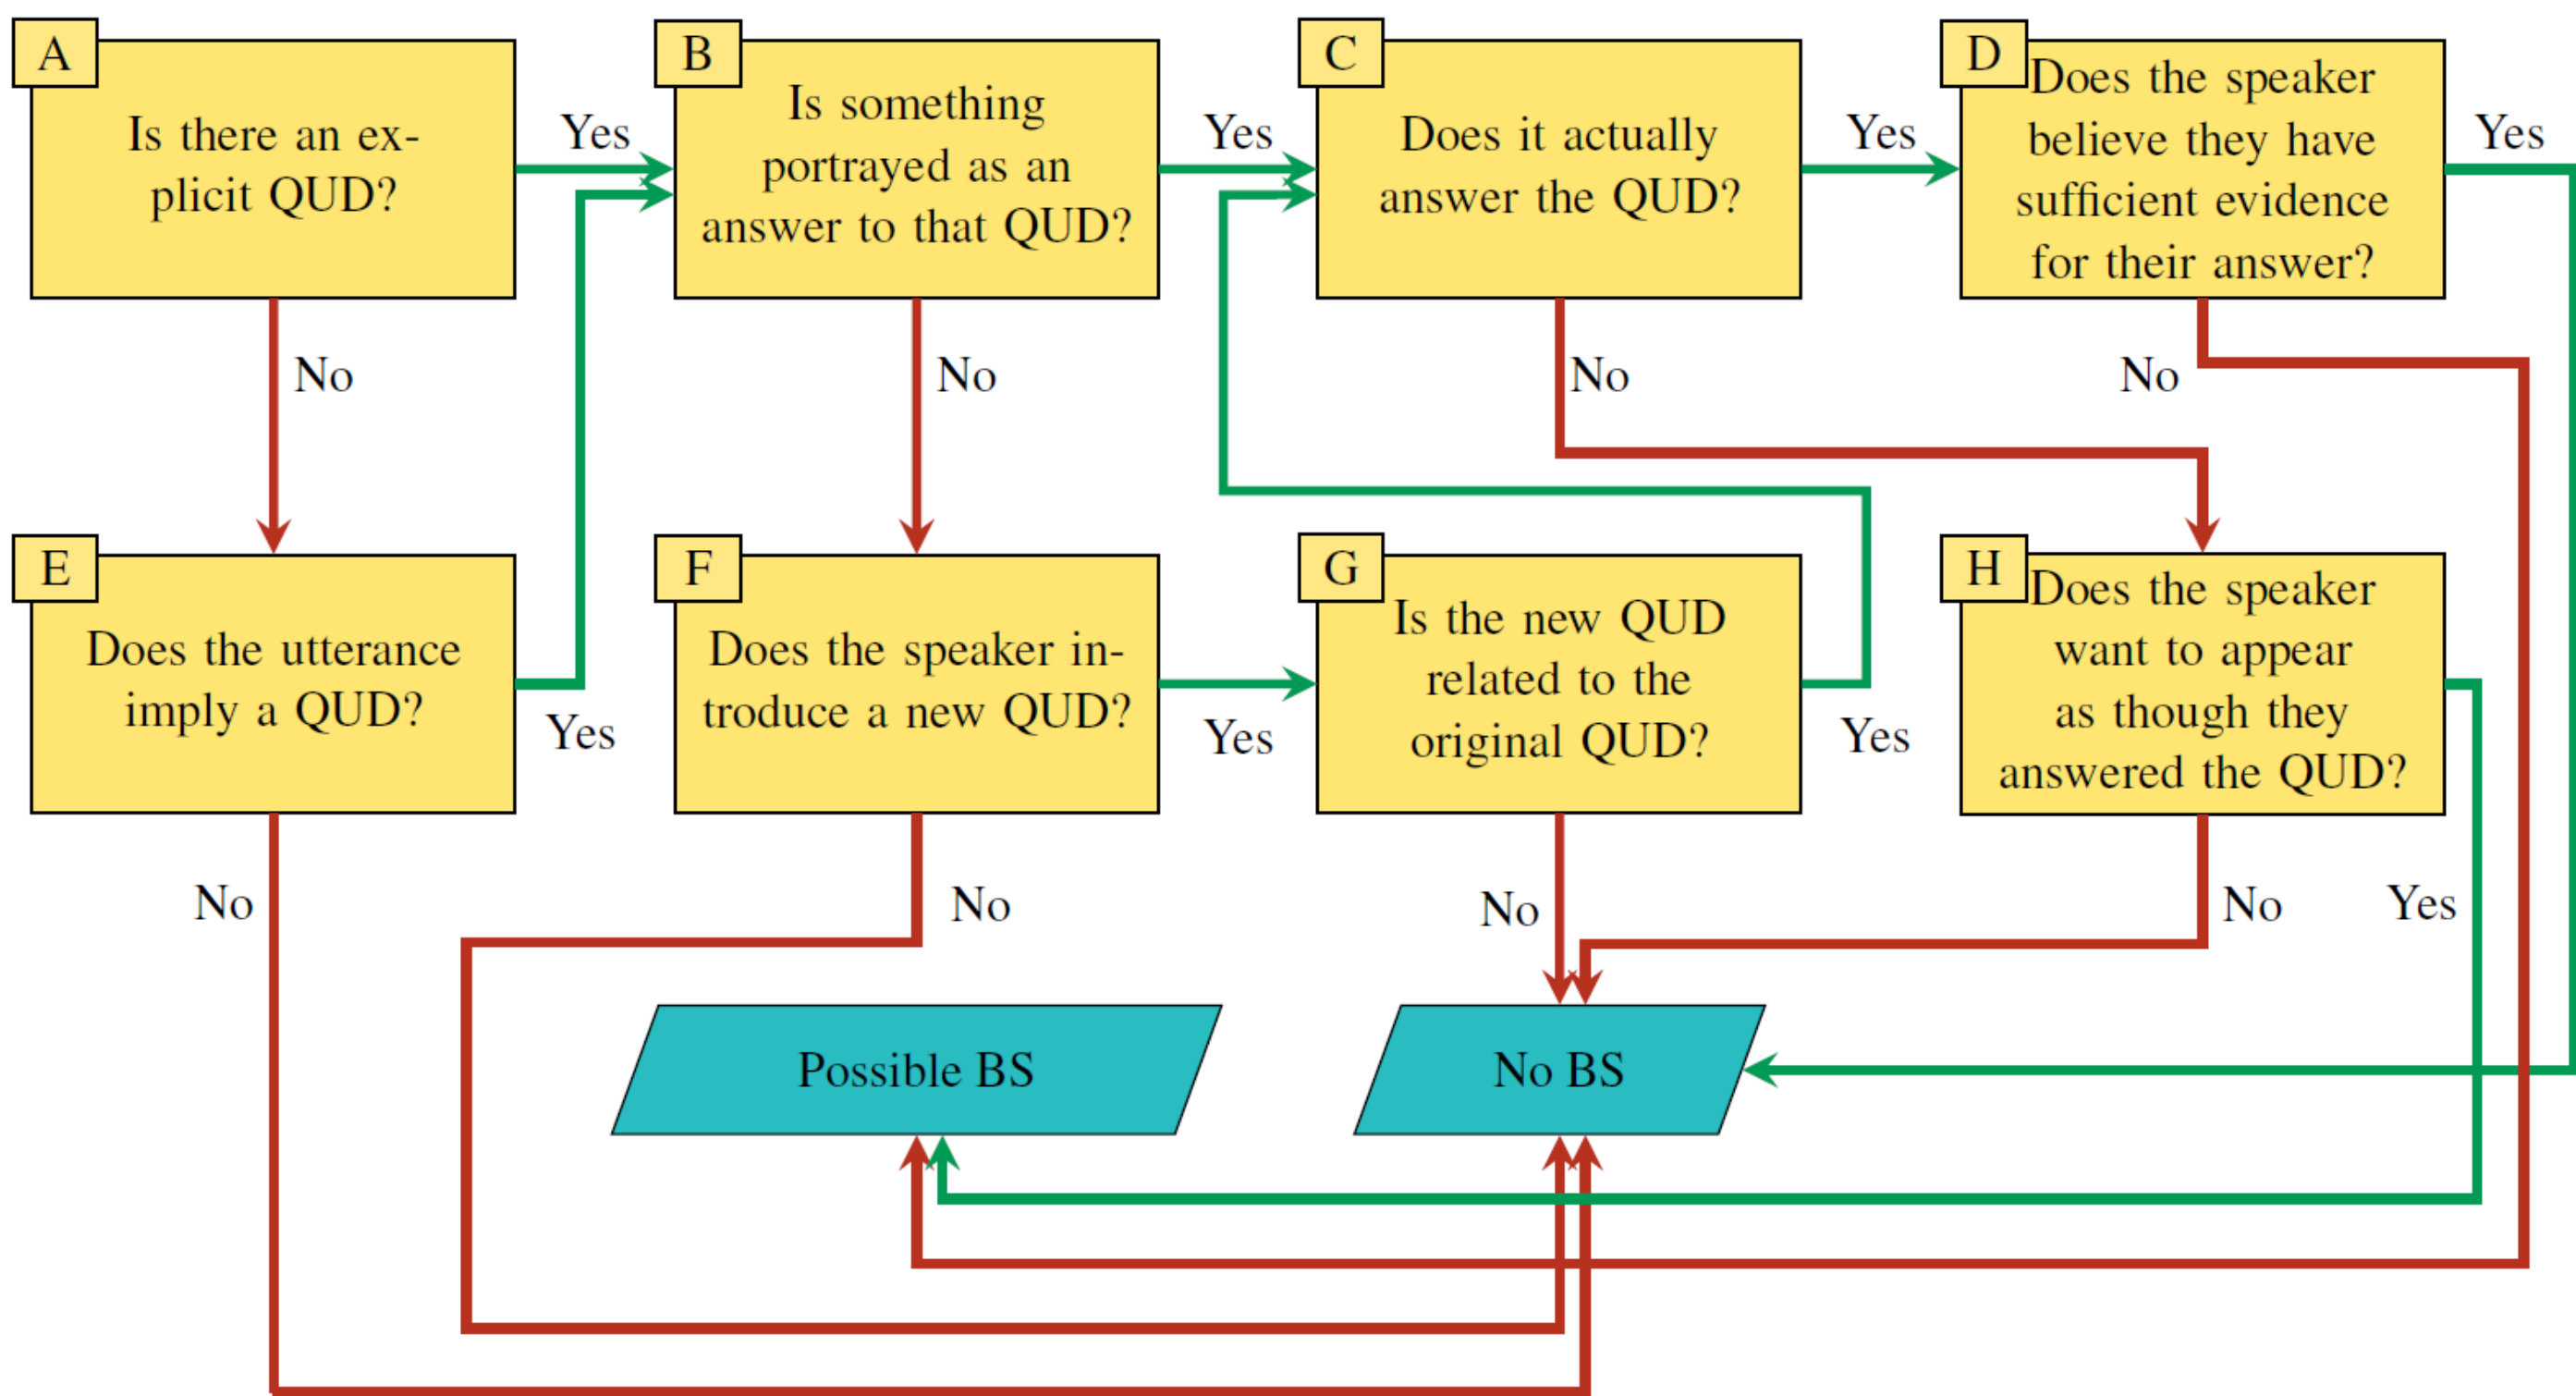 A
Is there an ex-
plicit QUD?
Yes
No
B
Is something
portrayed as an
answer to that QUD?
Yes
No
C
Does it actually
answer the QUD?
Yes
No
D
Does the speaker
believe they have
sufficient evidence
for their answer?
Yes
No
E
Does the utterance
imply a QUD?
Yes
No
F
Does the speaker in-
troduce a new QUD?
Yes
No
G
Is the new QUD
related to the
original QUD?
Yes
No
H
Does the speaker
want to appear
as though they
answered the QUD?
No
Yes
Possible BS
No BS